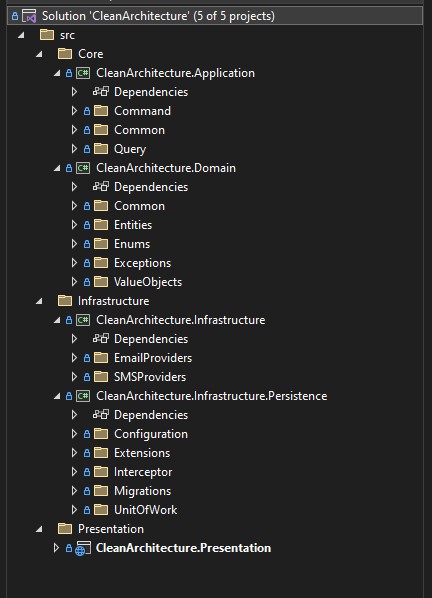 Solution 'CleanArchitecture' (5 of 5 projects)
src
Core
C# CleanArchitecture.Application
Dependencies
Command
Common
Query
C# CleanArchitecture.Domain
Dependencies
Common
Entities
Enums
Exceptions
ValueObjects
Infrastructure
C# CleanArchitecture.Infrastructure
Dependencies
EmailProviders
SMSProviders
C# CleanArchitecture.Infrastructure.Persistence
Dependencies
Configuration
Extensions
Interceptor
Migrations
UnitOfWork
Presentation
CleanArchitecture.Presentation